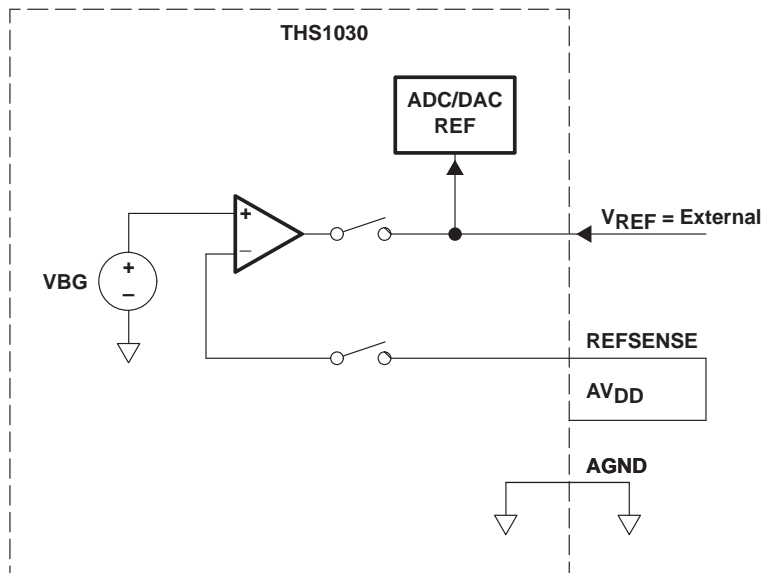 THS1030
ADC/DAC
REF
VREF = External
+
−
VBG
+
−
REFSENSE
AVDD
AGND